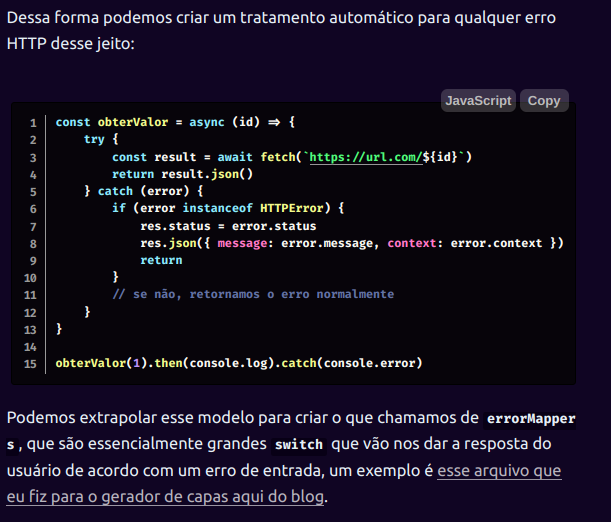 Dessa forma podemos criar um tratamento automático para qualquer erro
HTTP desse jeito:
JavaScript Copy
1 const obterValor = async (id) => {
2     try {
3         const result = await fetch(`https://url.com/${id}`)
4         return result.json()
5     } catch (error) {
6         if (error instanceof HTTPError) {
7             res.status = error.status
8             res.json({ message: error.message, context: error.context })
9             return
10         }
11         // se não, retornamos o erro normalmente
12     }
13 }
14
15 obterValor(1).then(console.log).catch(console.error)
Podemos extrapolar esse modelo para criar o que chamamos de errorMapper
s, que são essencialmente grandes switch que vão nos dar a resposta do
usuário de acordo com um erro de entrada, um exemplo é esse arquivo que
eu fiz para o gerador de capas aqui do blog.